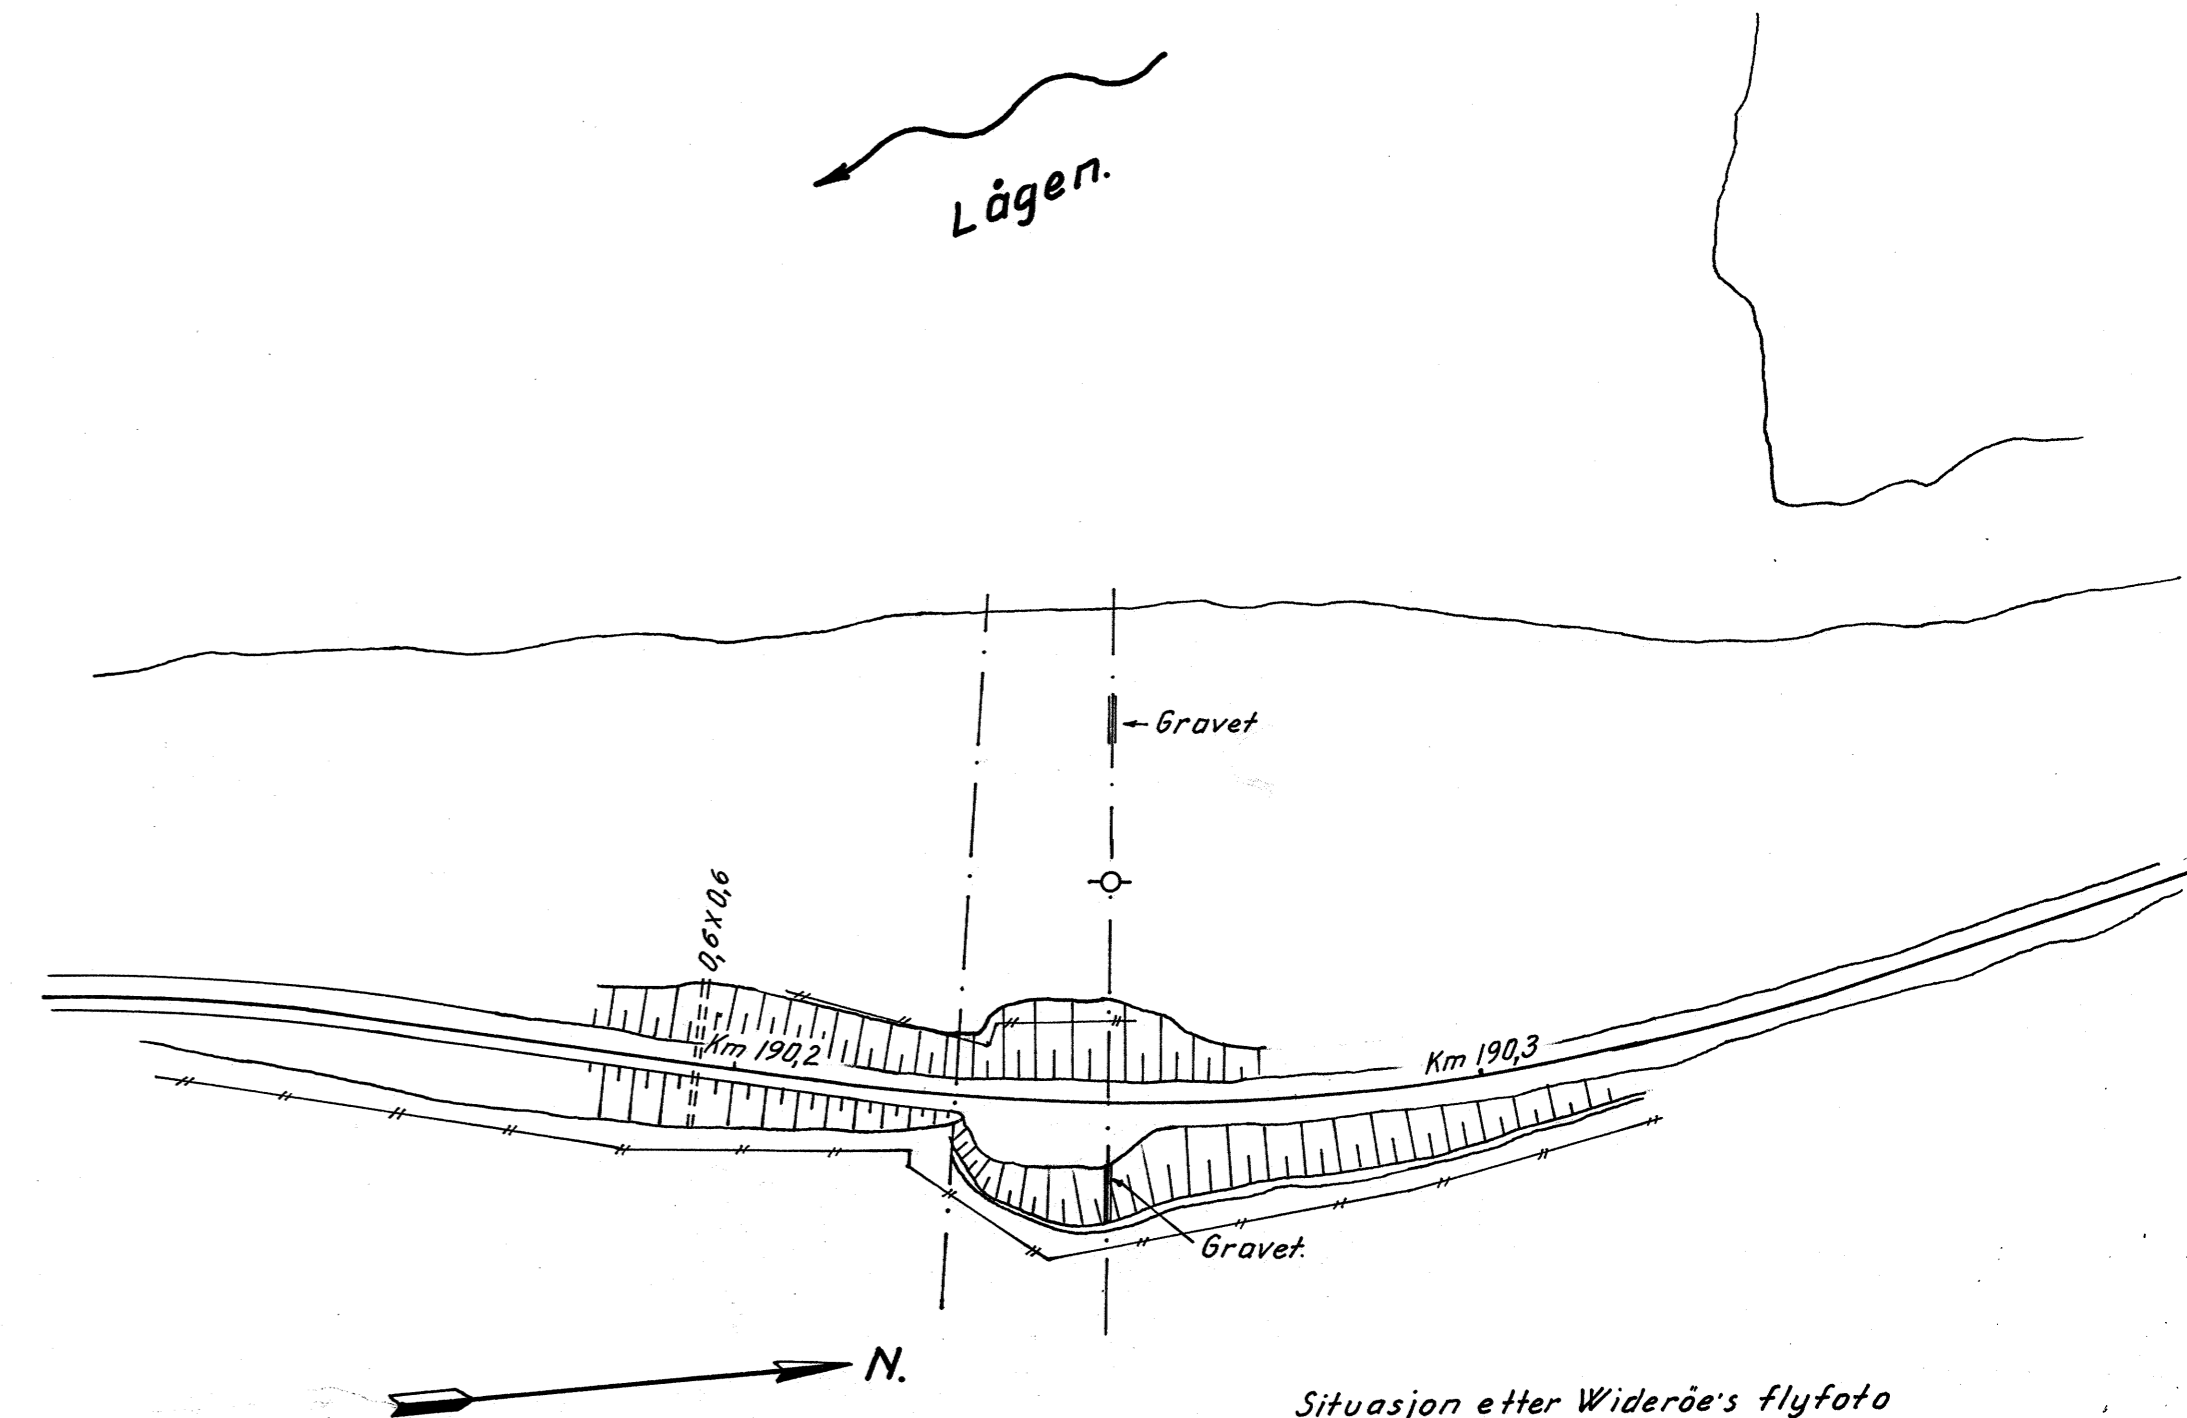 Lågen.
Gravet
0,6x0,6
Km 190,2
Km 190,3
Gravet.
N.
Situasjon etter Wideröe's flyfoto